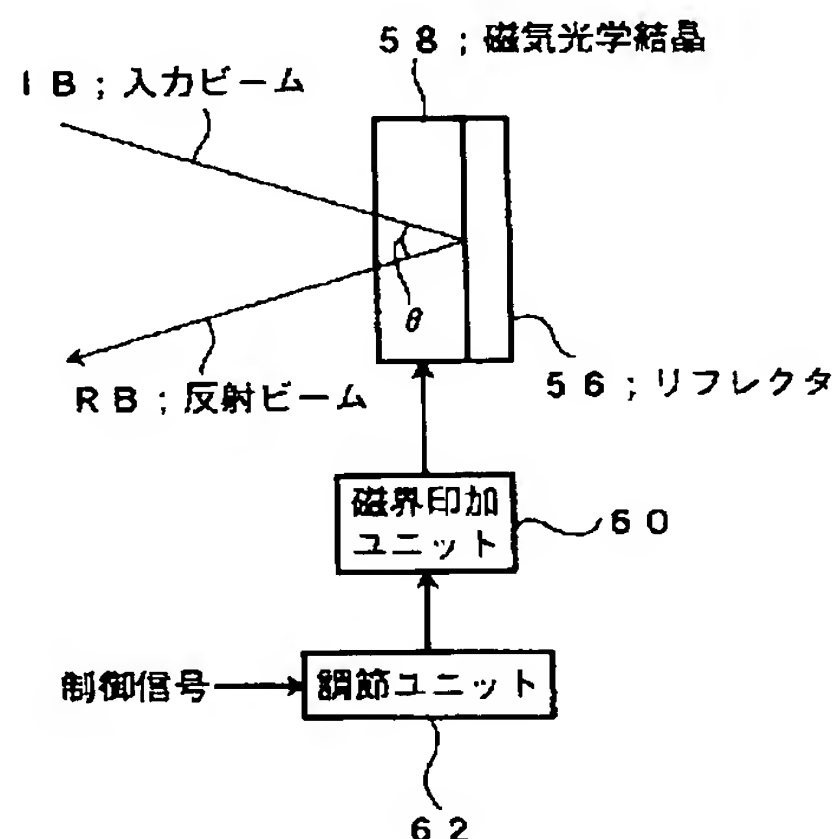 58;磁気光学結晶
IB;入力ビーム
θ
RB;反射ビーム
56;リフレクタ
磁界印加
ユニット
60
制御信号
調節ユニット
62